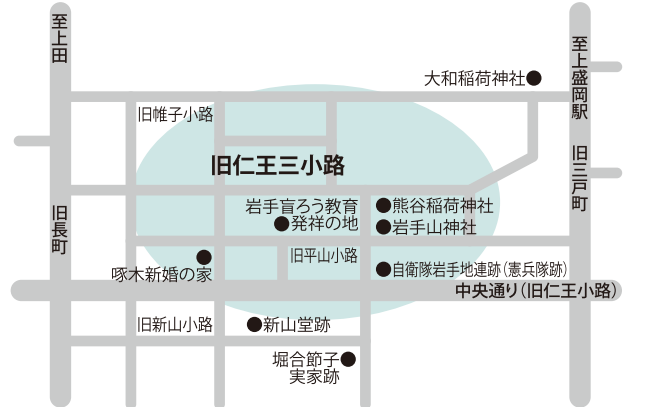 至上田
至上盛岡駅
大和稲荷神社
旧帷子小路
旧三戸町
旧仁王三小路
岩手盲ろう教育
発祥の地
熊谷稲荷神社
岩手山神社
旧長町
旧平山小路
啄木新婚の家
自衛隊岩手地連跡(憲兵隊跡)
中央通り(旧仁王小路)
旧新山小路
新山堂跡
堀合節子
実家跡